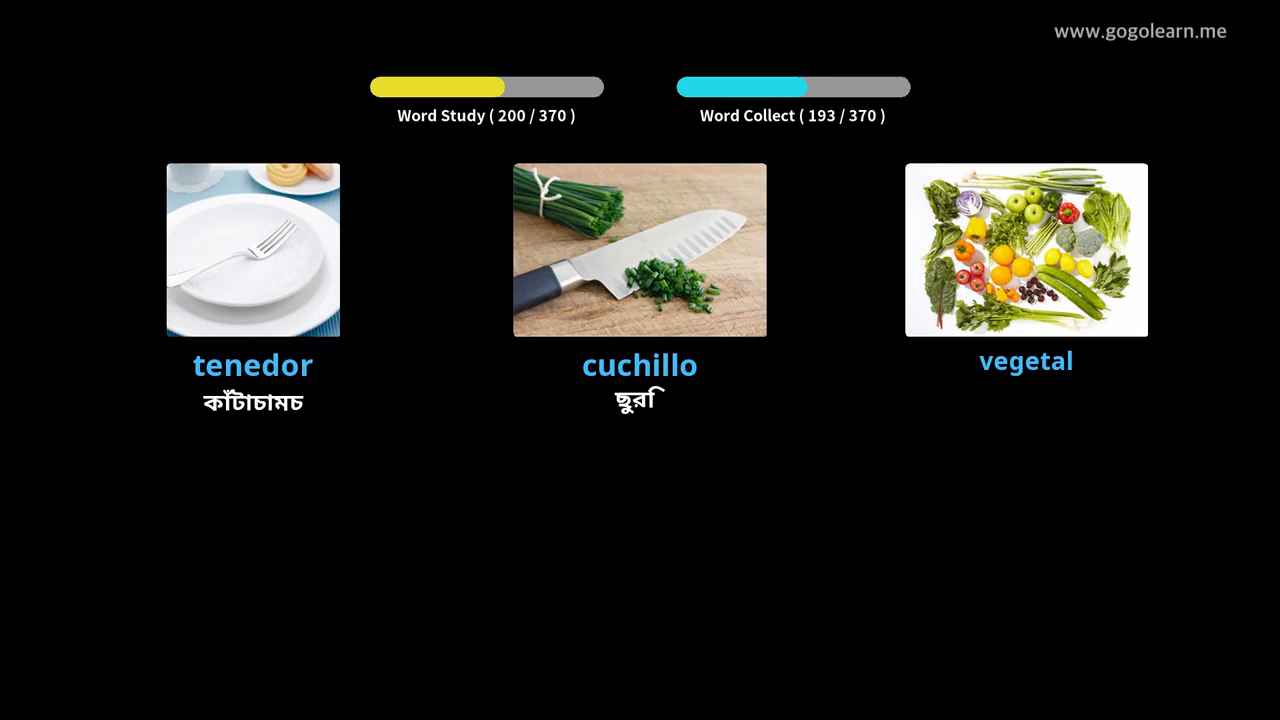 www.gogolearn.me
Word Study ( 200 / 370 )
Word Collect ( 193 / 370 )
tenedor
cuchillo
vegetal
কাঁটাচামচ
ছুরি